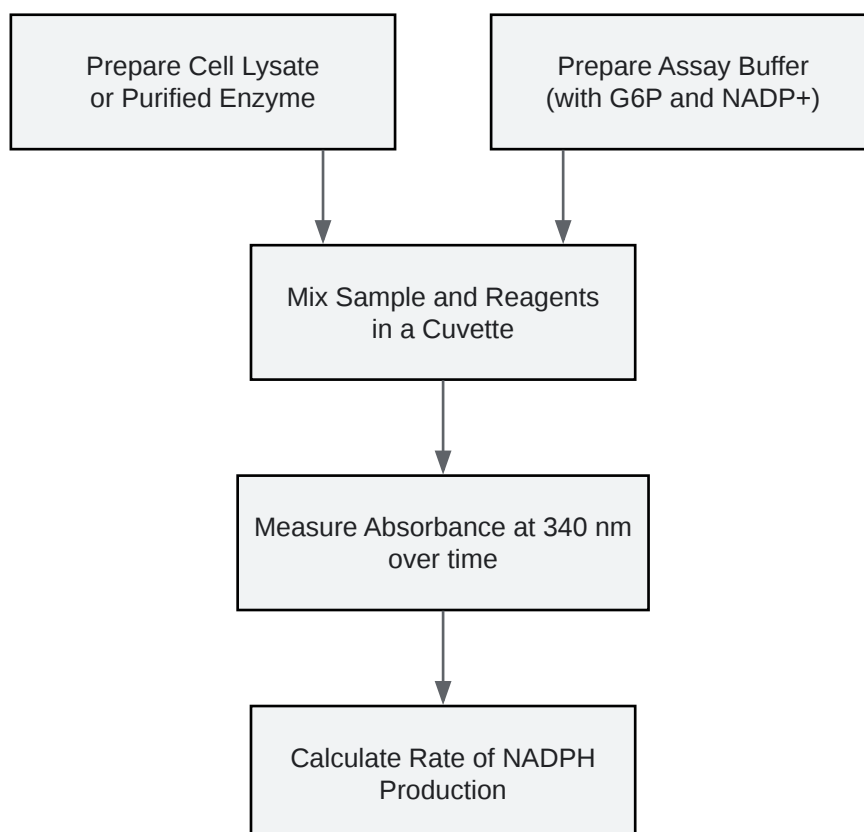 Prepare Cell Lysate
or Purified Enzyme
Prepare Assay Buffer
(with G6P and NADP+)
Mix Sample and Reagents
in a Cuvette
Measure Absorbance at 340 nm
over time
Calculate Rate of NADPH
Production